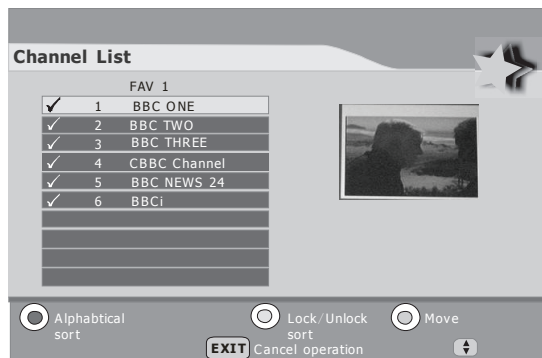 Channel List
FAV 1
1 BBC ONE
2 BBC TWO
3 BBC THREE
4 CBBC Channel
5 BBC NEWS 24
6 BBCi
Alphabtical
sort
Lock/Unlock
sort
Move
EXIT Cancel operation